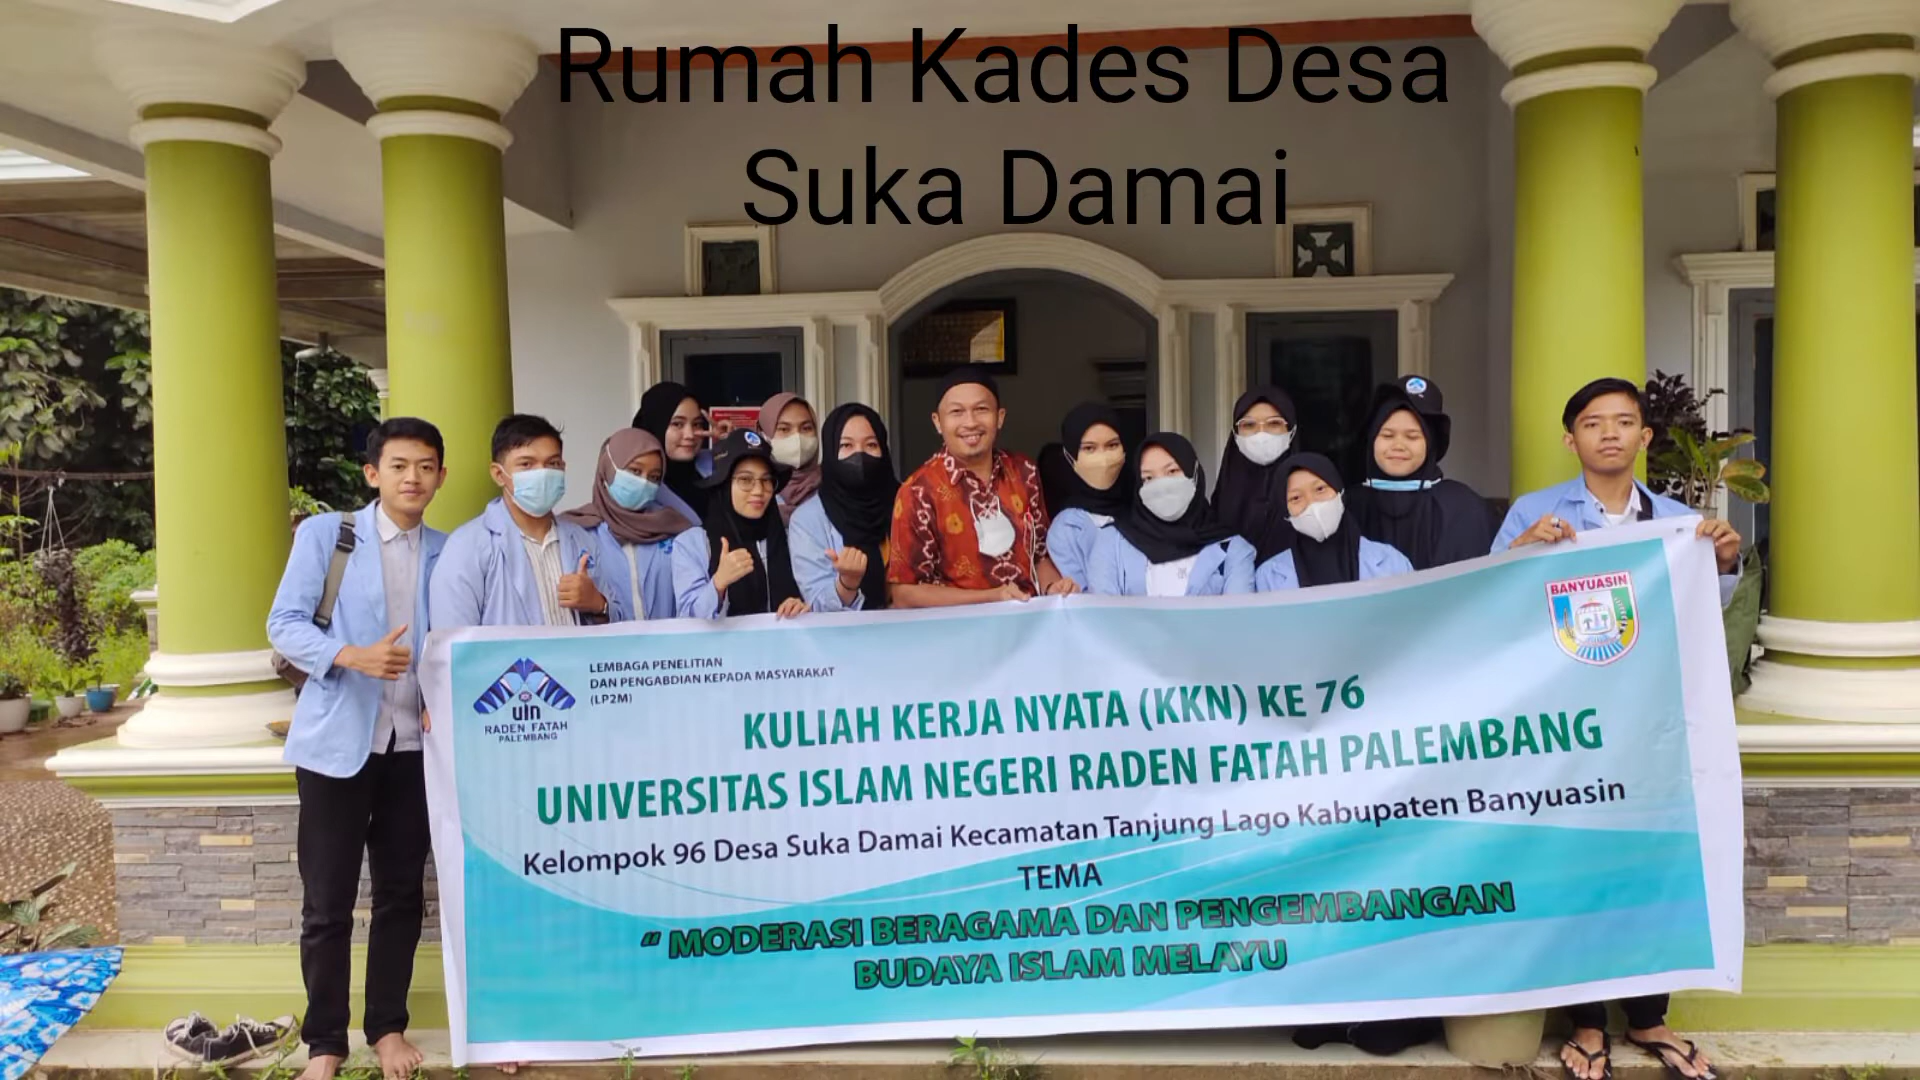 Rumah Kades Desa
Suka Damai
BANYUASIN
LEMBAGA PENELITIAN
DAN PENGABDIAN KEPADA MASYARAKAT
(LP2M)
uin
RADEN FATAH
PALEMBANG
KULIAH KERJA NYATA (KKN) KE 76
UNIVERSITAS ISLAM NEGERI RADEN FATAH PALEMBANG
Kelompok 96 Desa Suka Damai Kecamatan Tanjung Lago Kabupaten Banyuasin
TEMA
“ MODERASI BERAGAMA DAN PENGEMBANGAN
BUDAYA ISLAM MELAYU